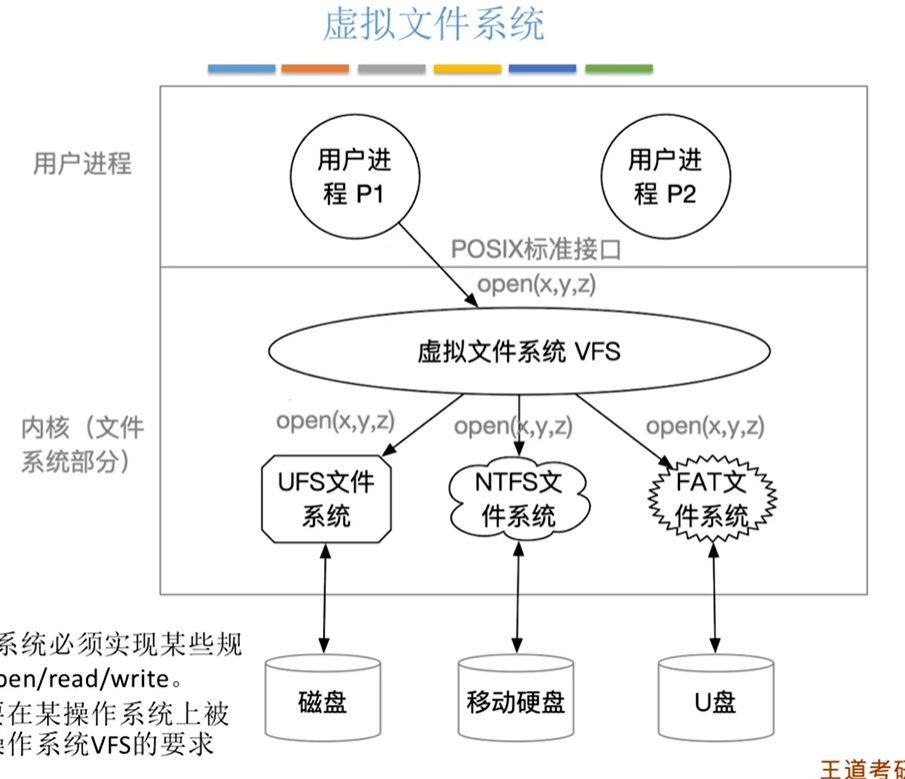 虚拟文件系统
用户进程
用户进
程 P1
用户进
程 P2
POSIX标准接口
open(x,y,z)
虚拟文件系统 VFS
内核（文件
系统部分）
open(x,y,z)
open(x,y,z)
open(x,y,z)
UFS文件
系统
NTFS文
件系统
FAT文
件系统
系统必须实现某些规
pen/read/write。
要在某操作系统上被
操作系统VFS的要求
磁盘
移动硬盘
U盘
王道考研